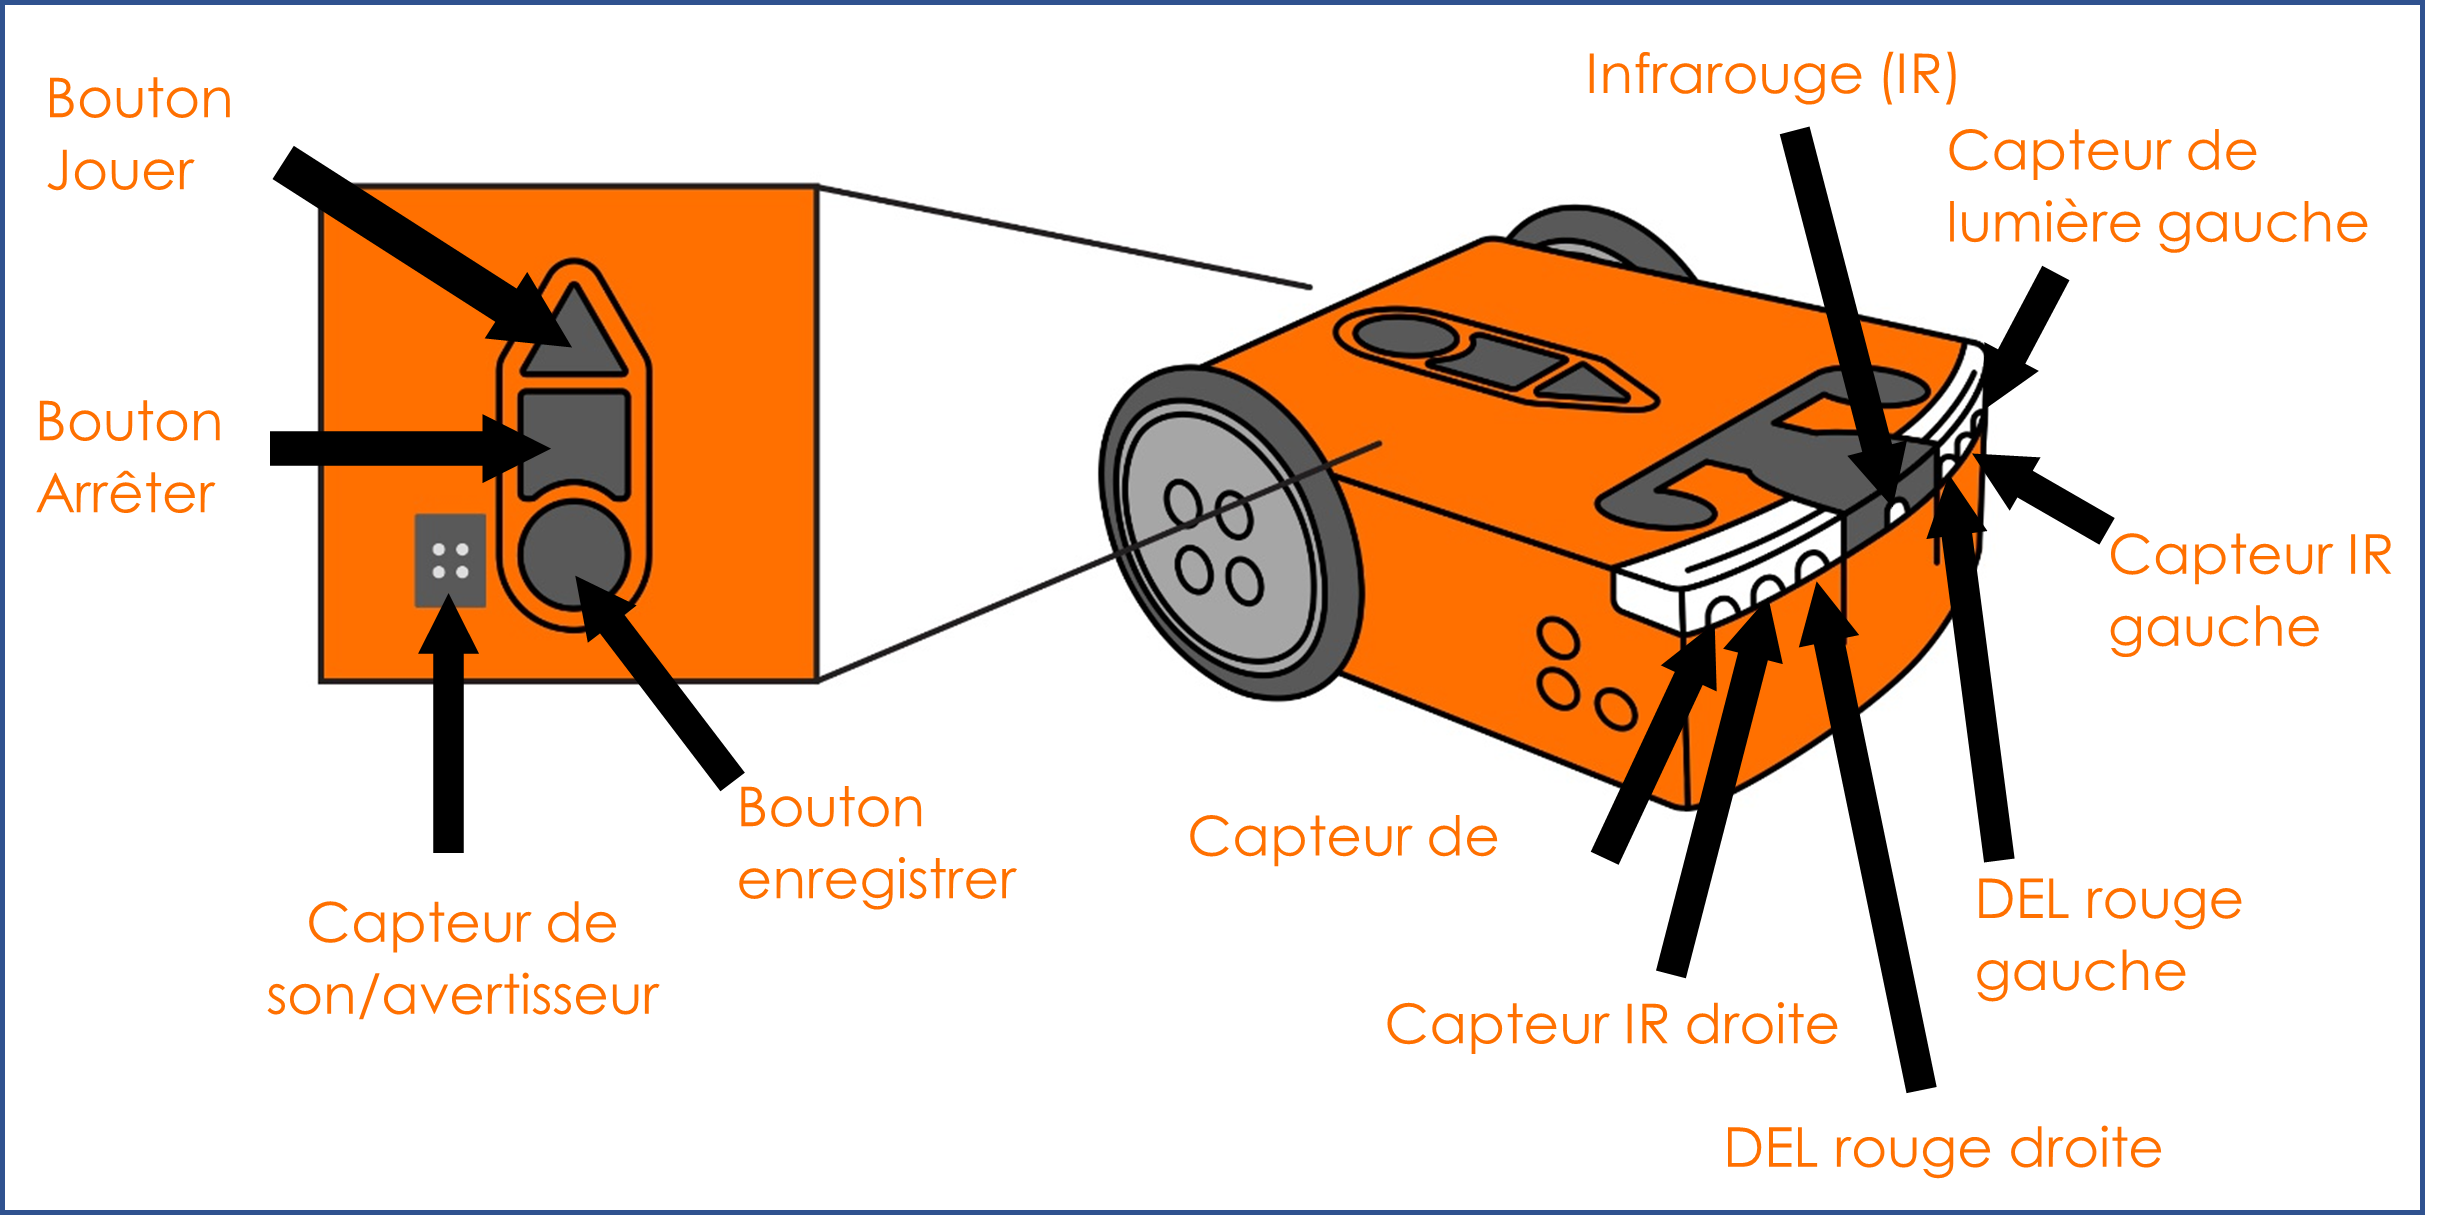 Bouton
Jouer
Bouton
Arrêter
Capteur de
son/avertisseur
Bouton
enregistrer
Infrarouge (IR)
Capteur de
lumière gauche
Capteur IR
gauche
DEL rouge
gauche
Capteur de
Capteur IR droite
DEL rouge droite